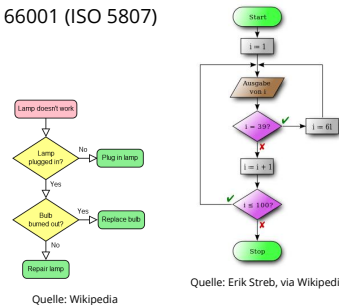 66001 (ISO 5807)
Lamp doesn't work
Lamp
plugged in?
No
Plug in lamp
Yes
Bulb
burned out?
Yes
Replace bulb
No
Repair lamp
Quelle: Wikipedia
Start
i = 1
Ausgabe
von i
i = 39?
i = 61
i = i + 1
i ≤ 100?
Stop
Quelle: Erik Streb, via Wikipedi